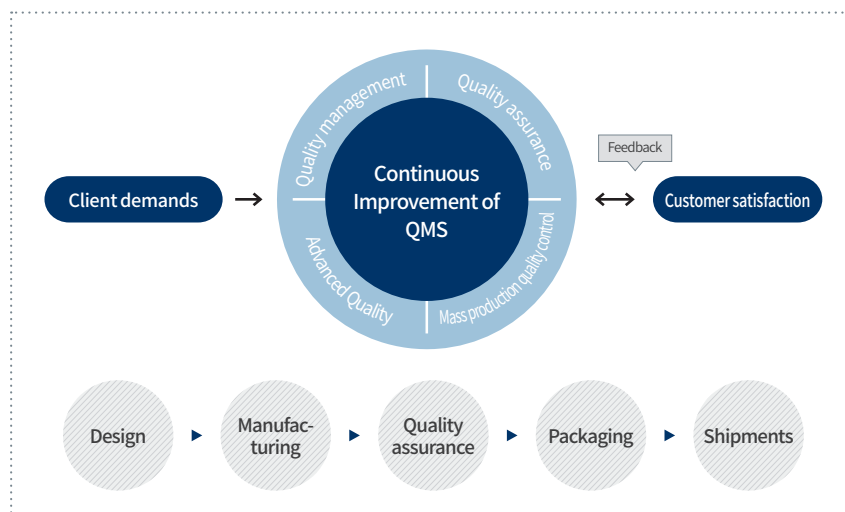 Quality management
Quality assurance
Feedback
Client demands
Continuous
Improvement of
QMS
Customer satisfaction
Advanced Quality
Mass production quality control
Design
Manufac-
turing
Quality
assurance
Packaging
Shipments